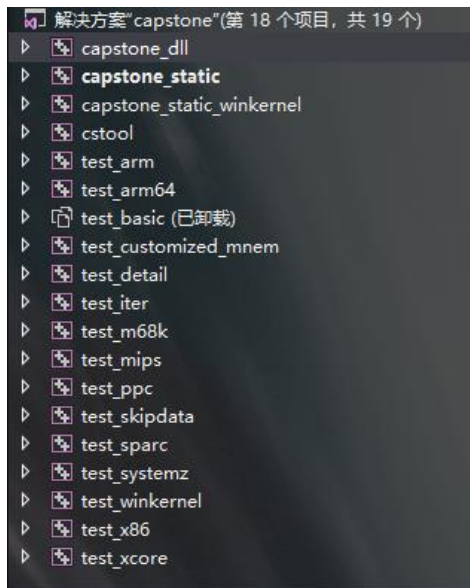 解决方案"capstone"(第 18 个项目，共 19 个)
capstone_dll
capstone_static
capstone_static_winkernel
cstool
test_arm
test_arm64
test_basic (已卸载)
test_customized_mnem
test_detail
test_iter
test_m68k
test_mips
test_ppc
test_skipdata
test_sparc
test_systemz
test_winkernel
test_x86
test_xcore